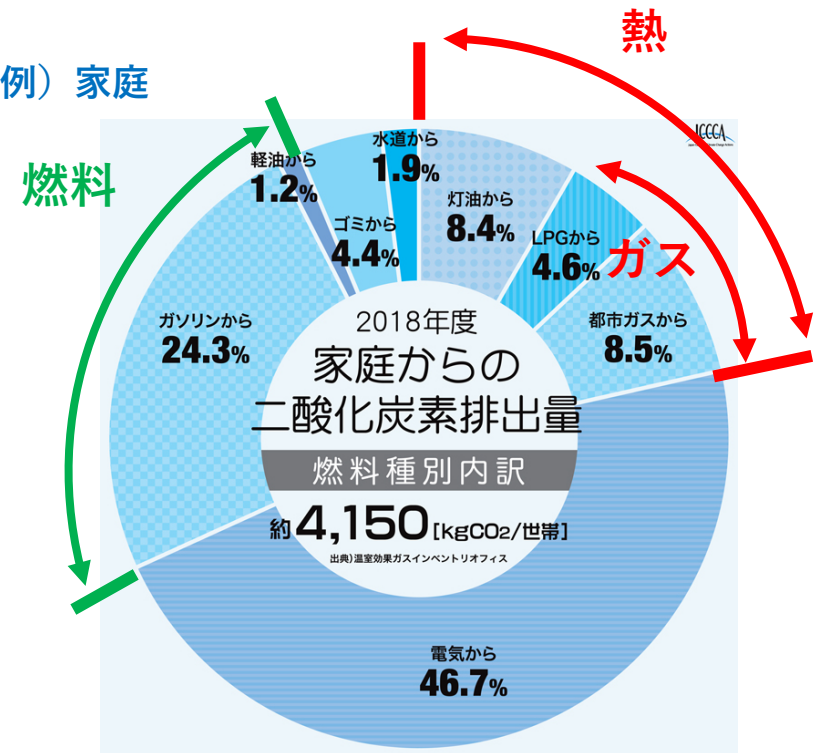 例）家庭
熱
JCCCA
燃料
軽油から
1.2%
水道から
1.9%
ゴミから
4.4%
灯油から
8.4%
LPGから
4.6%
ガス
都市ガスから
8.5%
ガソリンから
24.3%
2018年度
家庭からの
二酸化炭素排出量
燃料種別内訳
約4,150[kgCO2/世帯]
出典)温室効果ガスインベントリオフィス
電気から
46.7%